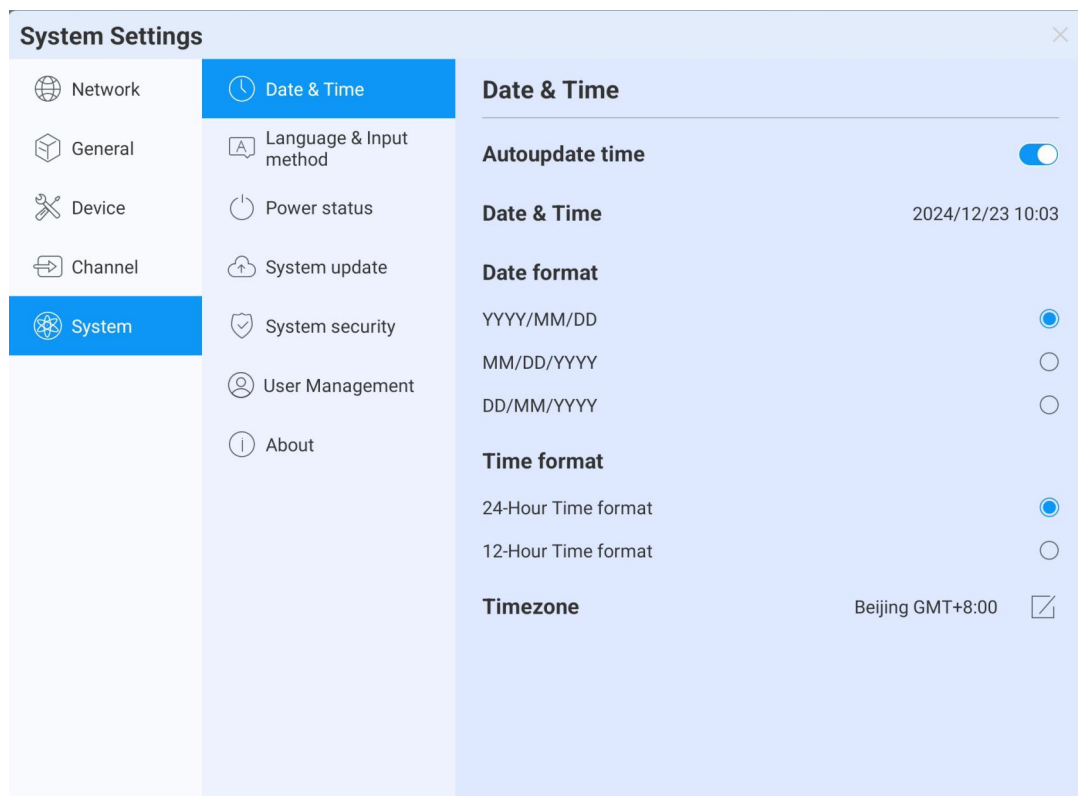 System Settings
Network
General
Device
Channel
System
Date & Time
Language & Input
method
Power status
System update
System security
User Management
About
Date & Time
Autoupdate time
Date & Time 2024/12/23 10:03
Date format
YYYY/MM/DD
MM/DD/YYYY
DD/MM/YYYY
Time format
24-Hour Time format
12-Hour Time format
Timezone Beijing GMT+8:00